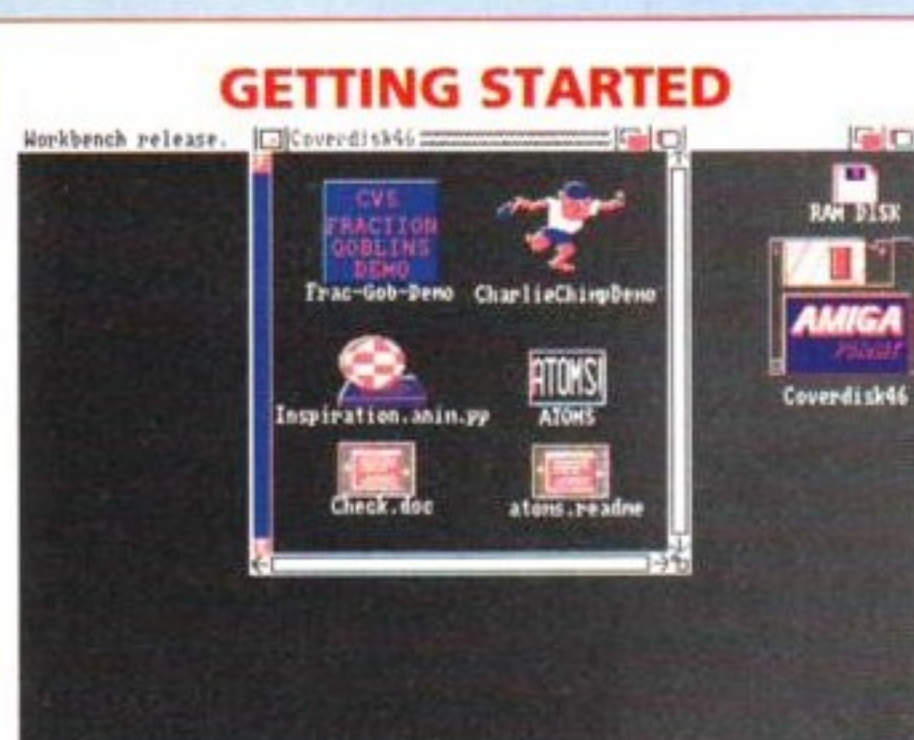 GETTING STARTED
Workbench release.
Coverdisk46
CVS
FRACTION
GOBLINS
DEMO
Frac-Gob-Demo
CharlieChimpDemo
Inspiration.anim.pp
ATOMS!
ATOMS
Check.doc
atoms.readme
RAM DISK
AMIGA
Coverdisk46